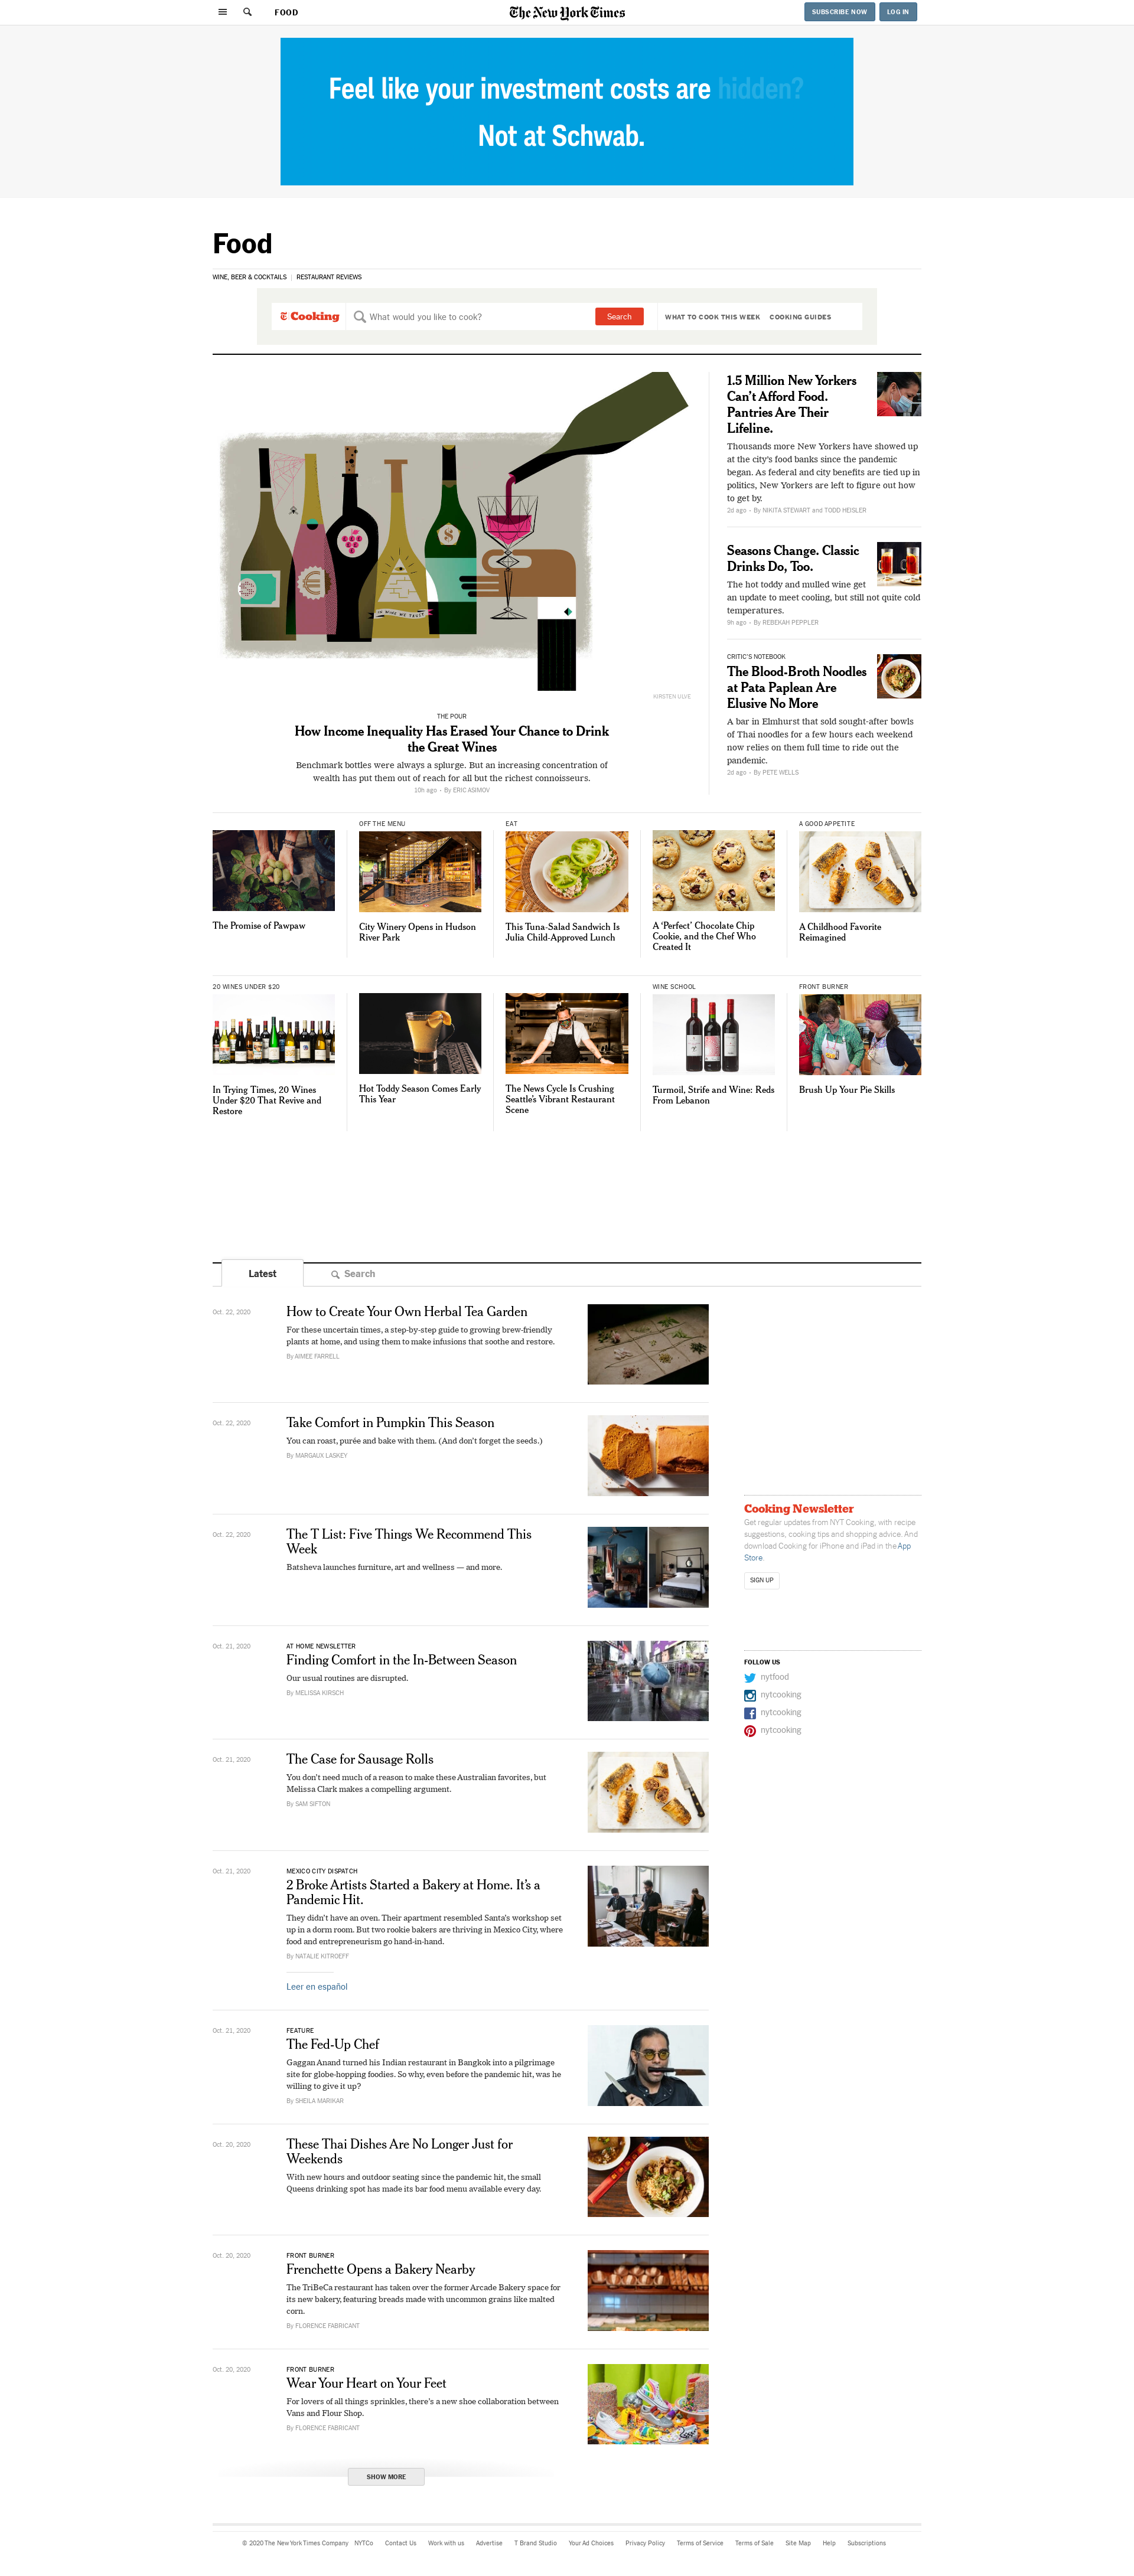 FOOD
The New York Times
SUBSCRIBE NOW
LOG IN
Feel like your investment costs are hidden?
Not at Schwab.
Food
WINE, BEER & COCKTAILS | RESTAURANT REVIEWS
Cooking
What would you like to cook?
Search
WHAT TO COOK THIS WEEK
COOKING GUIDES
IN WINE WE TRUST
KIRSTEN ULVE
THE POUR
How Income Inequality Has Erased Your Chance to Drink
the Great Wines
Benchmark bottles were always a splurge. But an increasing concentration of
wealth has put them out of reach for all but the richest connoisseurs.
10h ago • By ERIC ASIMOV
1.5 Million New Yorkers
Can’t Afford Food.
Pantries Are Their
Lifeline.
Thousands more New Yorkers have showed up
at the city’s food banks since the pandemic
began. As federal and city benefits are tied up in
politics, New Yorkers are left to figure out how
to get by.
2d ago • By NIKITA STEWART and TODD HEISLER
Seasons Change. Classic
Drinks Do, Too.
The hot toddy and mulled wine get
an update to meet cooling, but still not quite cold
temperatures.
9h ago • By REBEKAH PEPPLER
CRITIC’S NOTEBOOK
The Blood-Broth Noodles
at Pata Paplean Are
Elusive No More
A bar in Elmhurst that sold sought-after bowls
of Thai noodles for a few hours each weekend
now relies on them full time to ride out the
pandemic.
2d ago • By PETE WELLS
The Promise of Pawpaw
OFF THE MENU
City Winery Opens in Hudson
River Park
EAT
This Tuna-Salad Sandwich Is
Julia Child-Approved Lunch
A ‘Perfect’ Chocolate Chip
Cookie, and the Chef Who
Created It
A GOOD APPETITE
A Childhood Favorite
Reimagined
20 WINES UNDER $20
In Trying Times, 20 Wines
Under $20 That Revive and
Restore
Hot Toddy Season Comes Early
This Year
The News Cycle Is Crushing
Seattle’s Vibrant Restaurant
Scene
WINE SCHOOL
Turmoil, Strife and Wine: Reds
From Lebanon
FRONT BURNER
Brush Up Your Pie Skills
Latest
Search
Oct. 22, 2020
How to Create Your Own Herbal Tea Garden
For these uncertain times, a step-by-step guide to growing brew-friendly
plants at home, and using them to make infusions that soothe and restore.
By AIMEE FARRELL
Oct. 22, 2020
Take Comfort in Pumpkin This Season
You can roast, purée and bake with them. (And don’t forget the seeds.)
By MARGAUX LASKEY
Oct. 22, 2020
The T List: Five Things We Recommend This
Week
Batsheva launches furniture, art and wellness — and more.
Oct. 21, 2020
AT HOME NEWSLETTER
Finding Comfort in the In-Between Season
Our usual routines are disrupted.
By MELISSA KIRSCH
Oct. 21, 2020
The Case for Sausage Rolls
You don’t need much of a reason to make these Australian favorites, but
Melissa Clark makes a compelling argument.
By SAM SIFTON
Oct. 21, 2020
MEXICO CITY DISPATCH
2 Broke Artists Started a Bakery at Home. It’s a
Pandemic Hit.
They didn’t have an oven. Their apartment resembled Santa’s workshop set
up in a dorm room. But two rookie bakers are thriving in Mexico City, where
food and entrepreneurism go hand-in-hand.
By NATALIE KITROEFF
Leer en español
Oct. 21, 2020
FEATURE
The Fed-Up Chef
Gaggan Anand turned his Indian restaurant in Bangkok into a pilgrimage
site for globe-hopping foodies. So why, even before the pandemic hit, was he
willing to give it up?
By SHEILA MARIKAR
Oct. 20, 2020
These Thai Dishes Are No Longer Just for
Weekends
With new hours and outdoor seating since the pandemic hit, the small
Queens drinking spot has made its bar food menu available every day.
Oct. 20, 2020
FRONT BURNER
Frenchette Opens a Bakery Nearby
The TriBeCa restaurant has taken over the former Arcade Bakery space for
its new bakery, featuring breads made with uncommon grains like malted
corn.
By FLORENCE FABRICANT
Oct. 20, 2020
FRONT BURNER
Wear Your Heart on Your Feet
For lovers of all things sprinkles, there’s a new shoe collaboration between
Vans and Flour Shop.
By FLORENCE FABRICANT
SHOW MORE
Cooking Newsletter
Get regular updates from NYT Cooking, with recipe
suggestions, cooking tips and shopping advice. And
download Cooking for iPhone and iPad in the App
Store.
SIGN UP
FOLLOW US
nytfood
nytcooking
nytcooking
nytcooking
© 2020 The New York Times Company NYTCo Contact Us Work with us Advertise T Brand Studio Your Ad Choices Privacy Policy Terms of Service Terms of Sale Site Map Help Subscriptions